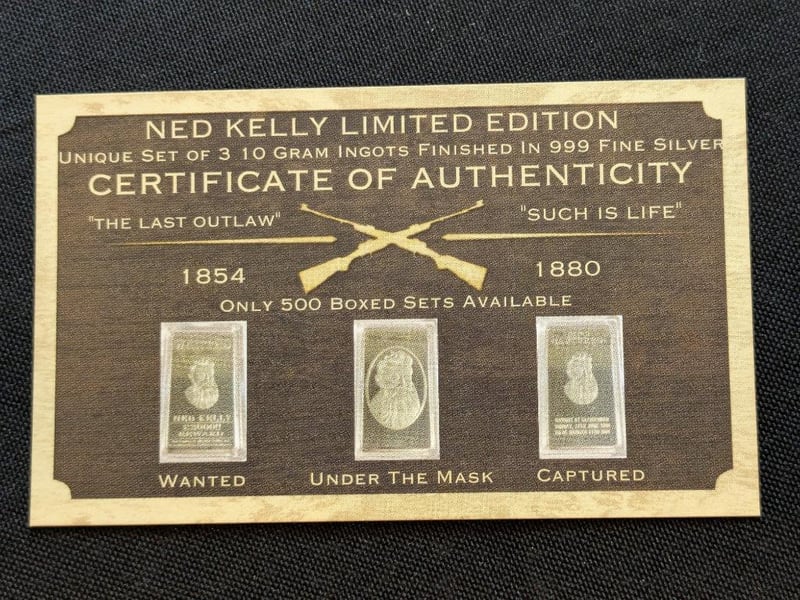 NED KELLY LIMITED EDITION
UNIQUE SET OF 3 10 GRAM INGOTS FINISHED IN 999 FINE SILVER
CERTIFICATE OF AUTHENTICITY
"THE LAST OUTLAW" "SUCH IS LIFE"
1854 1880
ONLY 500 BOXED SETS AVAILABLE
NED KELLY
REWARD
WANTED UNDER THE MASK CAPTURED